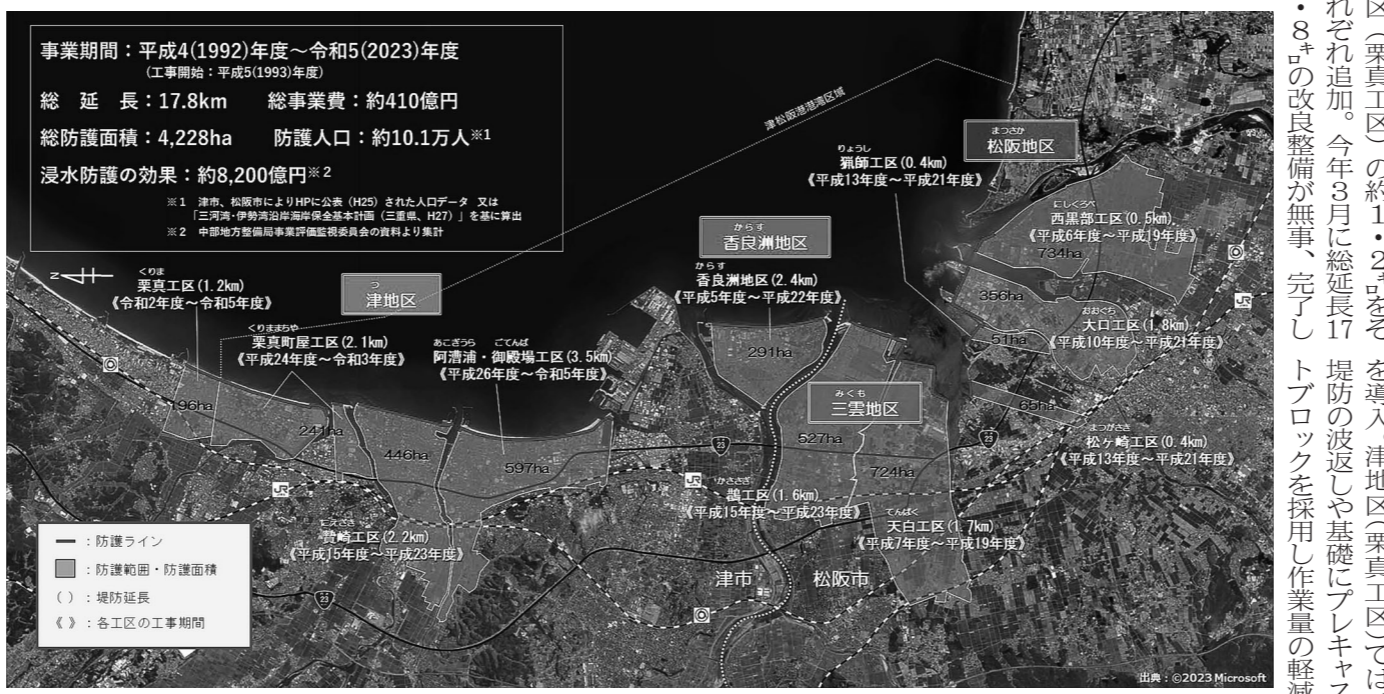 事業期間：平成4(1992)年度～令和5(2023)年度
(工事開始：平成5(1993)年度)
総 延 長：17.8km 総事業費：約410億円
総防護面積：4,228ha 防護人口：約10.1万人※1
浸水防護の効果：約8,200億円※2
※1 津市、松阪市によりHPに公表（H25）された人口データ 又は
「三河湾・伊勢湾沿岸海岸保全基本計画（三重県、H27）」を基に算出
※2 中部地方整備局事業評価監視委員会の資料より集計
津松阪港港湾区域
まつさか
松阪地区
りょうし
猟師工区(0.4km)
《平成13年度～平成21年度》
にしくろべ
西黒部工区(0.5km)
《平成6年度～平成19年度》
734ha
からす
香良洲地区
からす
香良洲地区(2.4km)
《平成5年度～平成22年度》
291ha
356ha
おおぐち
大口工区(1.8km)
《平成10年度～平成21年度》
51ha
N
くりま
栗真工区(1.2km)
《令和2年度～令和5年度》
つ
津地区
くりままちや
栗真町屋工区(2.1km)
《平成24年度～令和3年度》
あこぎうら ごてんば
阿漕浦・御殿場工区(3.5km)
《平成26年度～令和5年度》
196ha
241ha
446ha
597ha
みくも
三雲地区
527ha
724ha
65ha
まつがさき
松ヶ崎工区(0.4km)
《平成13年度～平成21年度》
JR
23
JR
23
JR
かささぎ
鵲工区(1.6km)
《平成15年度～平成23年度》
てんぱく
天白工区(1.7km)
《平成7年度～平成19年度》
にえざき
贄崎工区(2.2km)
《平成15年度～平成23年度》
23
津市
松阪市
：防護ライン
：防護範囲・防護面積
（ ）：堤防延長
《 》：各工区の工事期間
出典：©2023 Microsoft
区（栗真工区）の約1・2㌔をそ
れぞれ追加。今年3月に総延長17
・8㌔の改良整備が無事、完了し
を導入。津地区（栗真工区）では
堤防の波返しや基礎にプレキャス
トブロックを採用し作業量の軽減